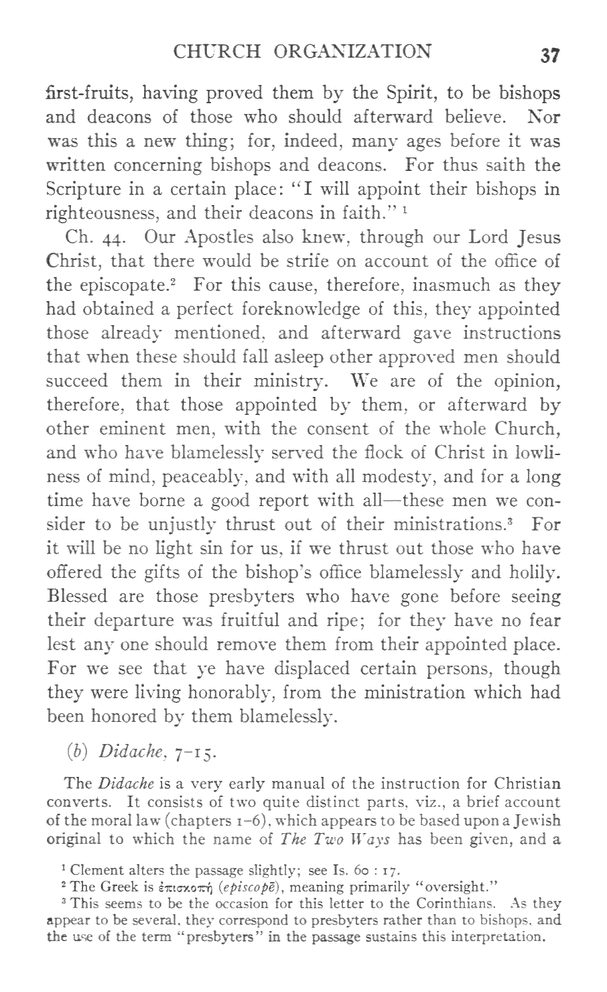 CHURCH ORGANIZATION 37
first-fruits, having proved them by the Spirit, to be bishops
and deacons of those who should afterward believe. Nor
was this a new thing; for, indeed, many ages before it was
written concerning bishops and deacons. For thus saith the
Scripture in a certain place: “I will appoint their bishops in
righteousness, and their deacons in faith.” ¹
Ch. 44. Our Apostles also knew, through our Lord Jesus
Christ, that there would be strife on account of the office of
the episcopate.² For this cause, therefore, inasmuch as they
had obtained a perfect foreknowledge of this, they appointed
those already mentioned, and afterward gave instructions
that when these should fall asleep other approved men should
succeed them in their ministry. We are of the opinion,
therefore, that those appointed by them, or afterward by
other eminent men, with the consent of the whole Church,
and who have blamelessly served the flock of Christ in lowli-
ness of mind, peaceably, and with all modesty, and for a long
time have borne a good report with all—these men we con-
sider to be unjustly thrust out of their ministrations.³ For
it will be no light sin for us, if we thrust out those who have
offered the gifts of the bishop’s office blamelessly and holily.
Blessed are those presbyters who have gone before seeing
their departure was fruitful and ripe; for they have no fear
lest any one should remove them from their appointed place.
For we see that ye have displaced certain persons, though
they were living honorably, from the ministration which had
been honored by them blamelessly.
(b) Didache, 7–15.
The Didache is a very early manual of the instruction for Christian
converts. It consists of two quite distinct parts, viz., a brief account
of the moral law (chapters 1–6), which appears to be based upon a Jewish
original to which the name of The Two Ways has been given, and a
¹ Clement alters the passage slightly; see Is. 60 : 17.
² The Greek is ἐπισκοπή (episcopē), meaning primarily “oversight.”
³ This seems to be the occasion for this letter to the Corinthians. As they
appear to be several, they correspond to presbyters rather than to bishops, and
the use of the term “presbyters” in the passage sustains this interpretation.